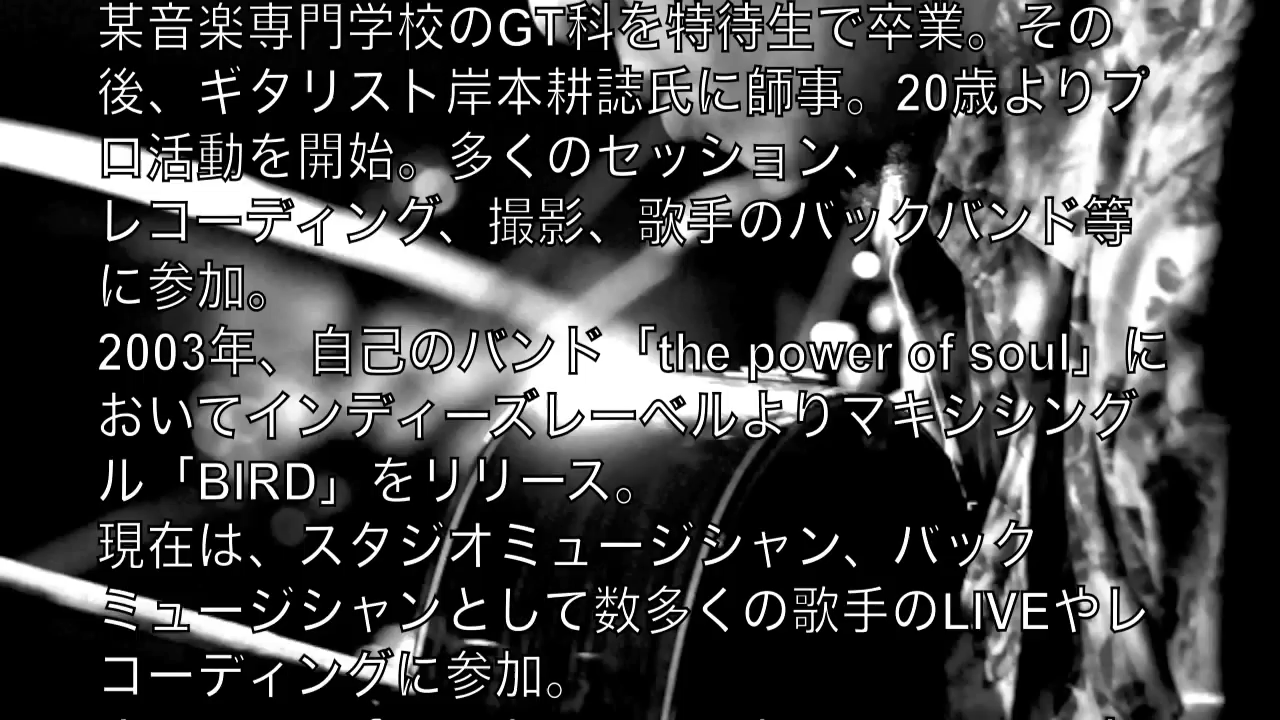 某音楽専門学校のGT科を特待生で卒業。その
後、ギタリスト岸本耕誌氏に師事。20歳よりプ
ロ活動を開始。多くのセッション、
レコーディング、撮影、歌手のバックバンド等
に参加。
2003年、自己のバンド「the power of soul」に
おいてインディーズレーベルよりマキシシング
ル「BIRD」をリリース。
現在は、スタジオミュージシャン、バック
ミュージシャンとして数多くの歌手のLIVEやレ
コーディングに参加。